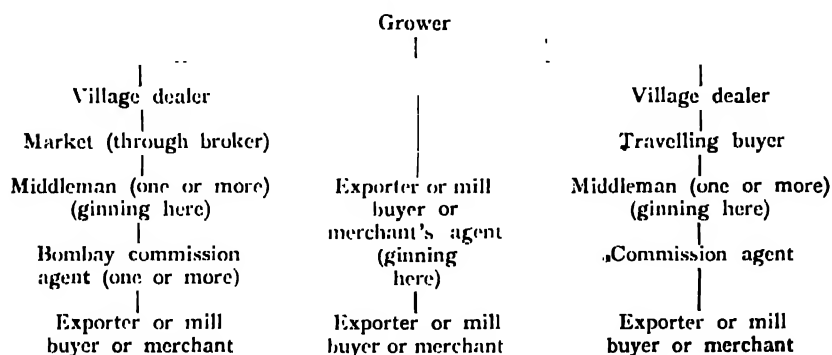 Grower
Village dealer
Market (through broker)
Middleman (one or more)
(ginning here)
Bombay commission
agent (one or more)
Exporter or mill
buyer or merchant
Exporter or mill
buyer or
merchant's agent
(ginning
here)
Exporter or mill
buyer or merchant
Village dealer
Travelling buyer
Middleman (one or more)
(ginning here)
Commission agent
Exporter or mill
buyer or merchant